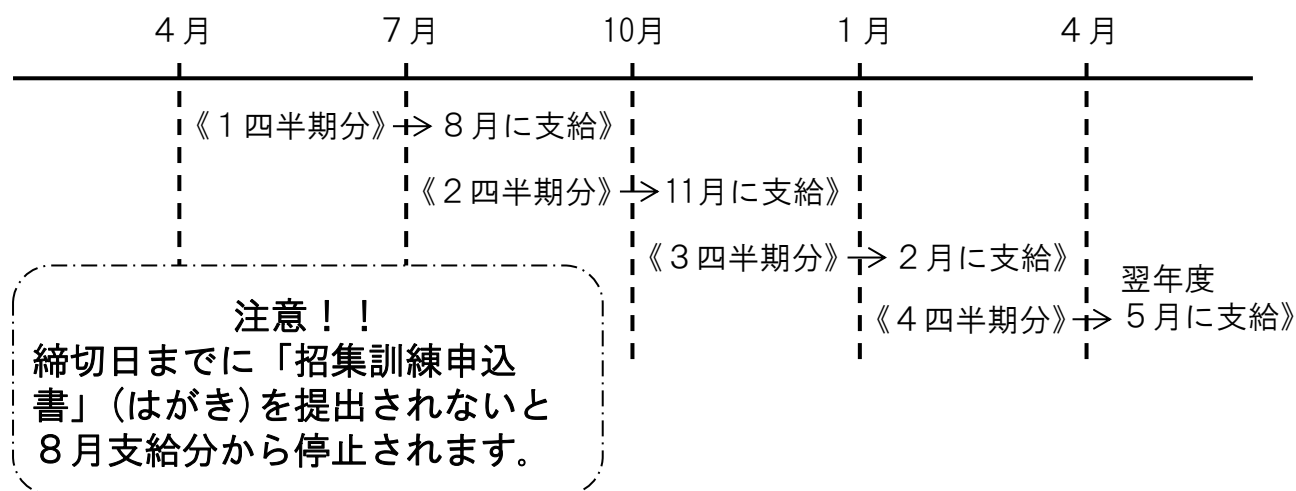 ４月 ７月 10月 １月 ４月
《１四半期分》→８月に支給》
《２四半期分》→11月に支給》
《３四半期分》→２月に支給》
翌年度
《４四半期分》→５月に支給》
注意！！
締切日までに「招集訓練申込
書」(はがき)を提出されないと
８月支給分から停止されます．